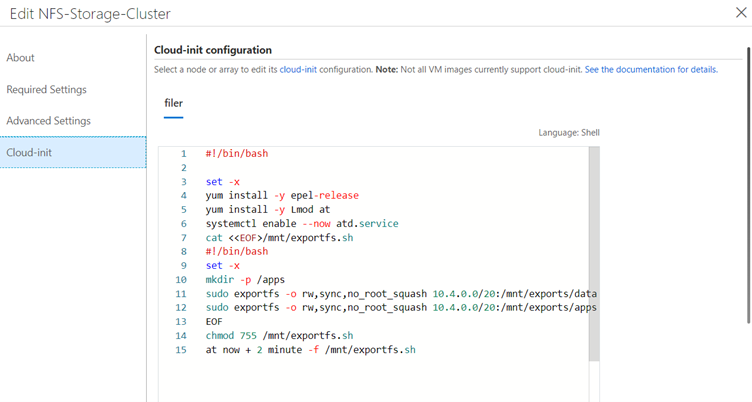 Edit NFS-Storage-Cluster
About
Required Settings
Advanced Settings
Cloud-init
Cloud-init configuration
Select a node or array to edit its cloud-init configuration. Note: Not all VM images currently support cloud-init. See the documentation for details.
filer
Language: Shell
1 #!/bin/bash
2
3 set -x
4 yum install -y epel-release
5 yum install -y Lmod at
6 systemctl enable --now atd.service
7 cat <<EOF>/mnt/exportfs.sh
8 #!/bin/bash
9 set -x
10 mkdir -p /apps
11 sudo exportfs -o rw,sync,no_root_squash 10.4.0.0/20:/mnt/exports/data
12 sudo exportfs -o rw,sync,no_root_squash 10.4.0.0/20:/mnt/exports/apps
13 EOF
14 chmod 755 /mnt/exportfs.sh
15 at now + 2 minute -f /mnt/exportfs.sh